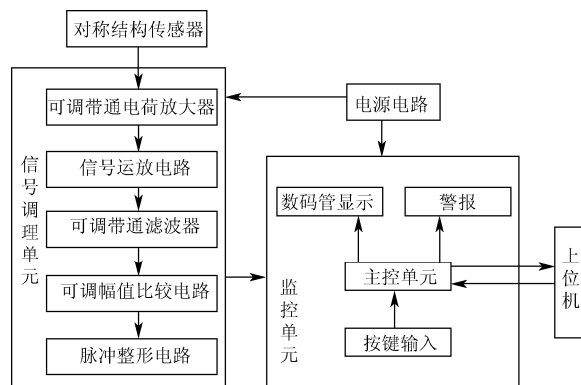 对称结构传感器
可调带通电荷放大器
信号运放电路
可调带通滤波器
可调幅值比较电路
脉冲整形电路
信号调理单元
电源电路
数码管显示
警报
主控单元
按键输入
监控单元
上位机